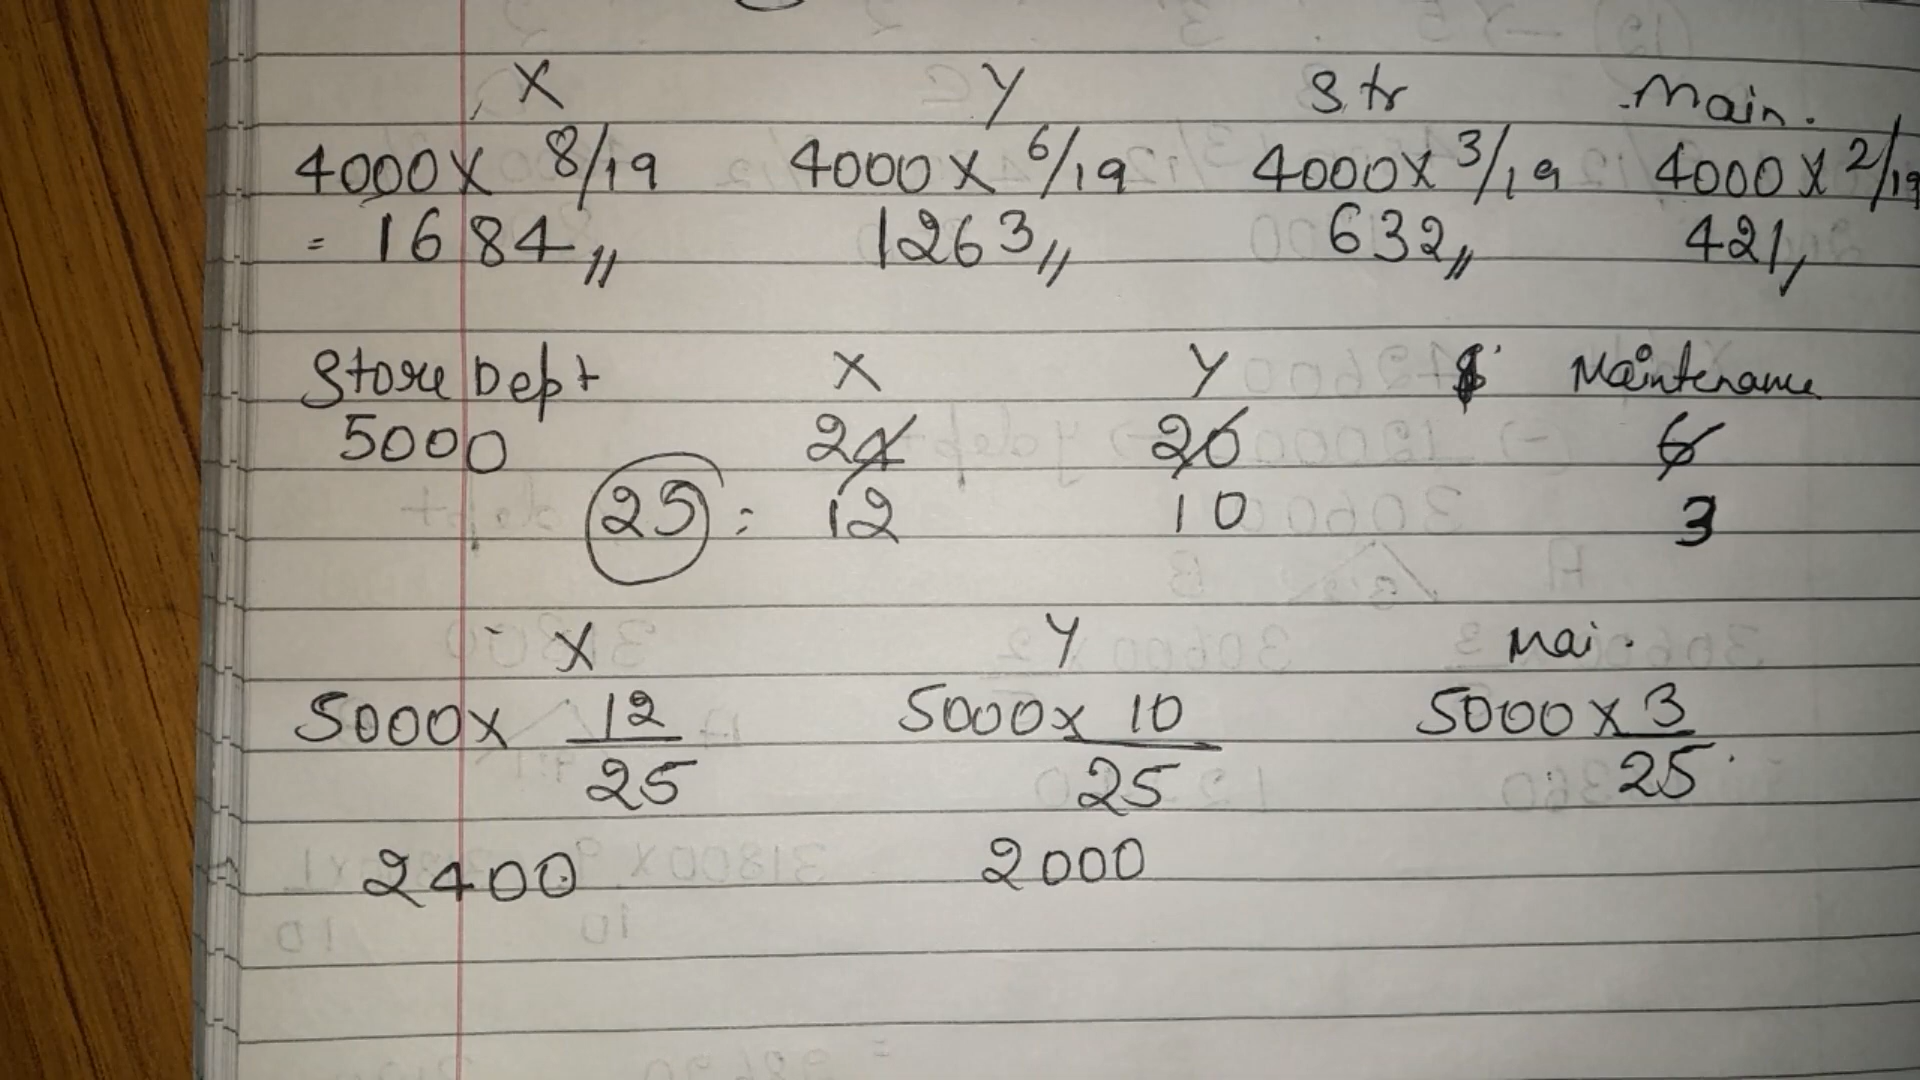 X Y Str Main.
4000 X 8/19 4000 X 6/19 4000 X 3/19 4000 X 2/19
= 1684,, 1263,, 632,, 421,
Store Dept X Y Maintenance
5000 24 20 6
25 : 12 10 3
X Y Mai.
5000 x 12/25 5000 x 10/25 5000 x 3/25
2400 2000